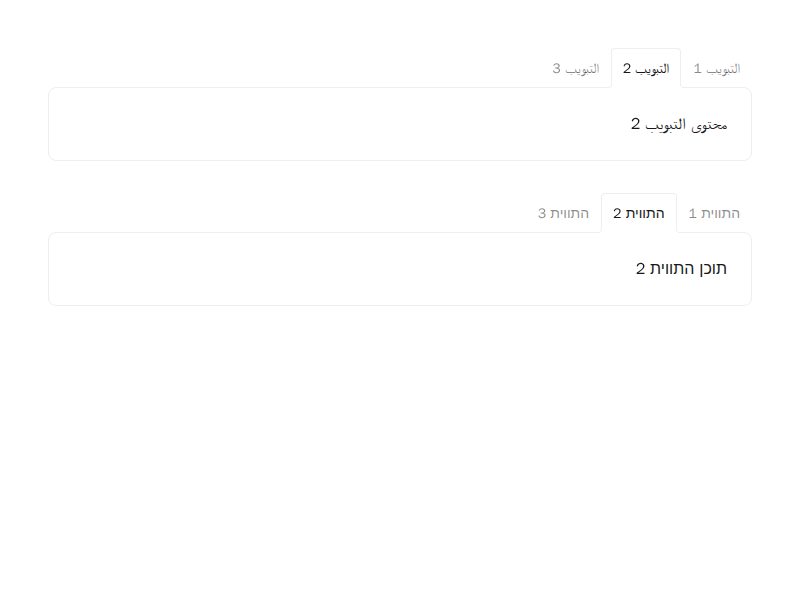 التبويب 1 التبويب 2 التبويب 3
محتوى التبويب 2
התווית 1 התווית 2 התווית 3
תוכן התווית 2